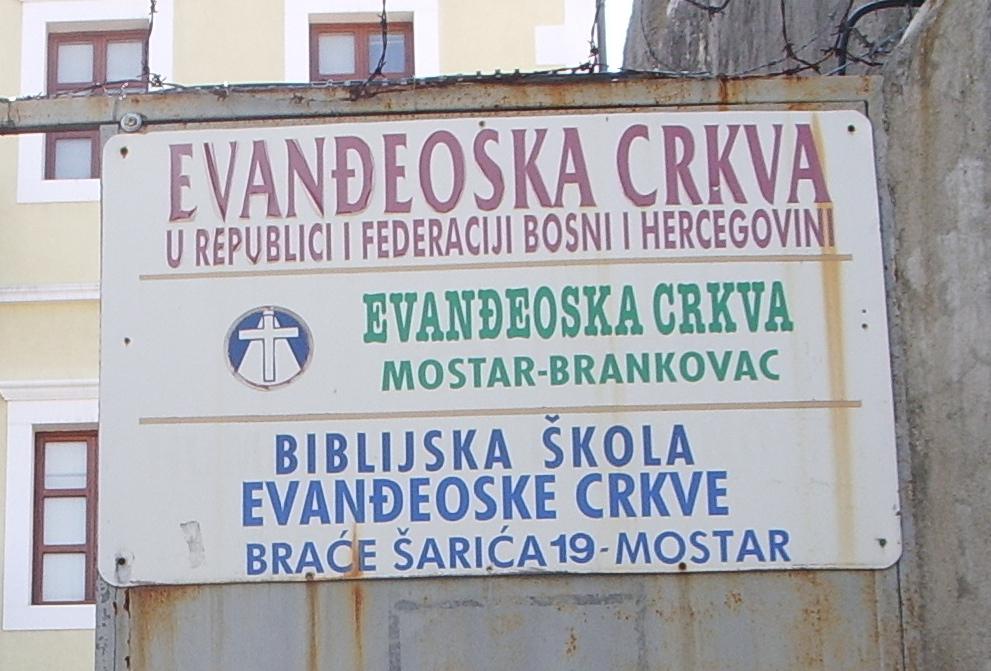 EVANĐEOSKA CRKVA
U REPUBLICI I FEDERACIJI BOSNI I HERCEGOVINI
EVANĐEOSKA CRKVA
MOSTAR-BRANKOVAC
BIBLIJSKA ŠKOLA
EVANĐEOSKE CRKVE
BRAĆE ŠARIĆA 19-MOSTAR